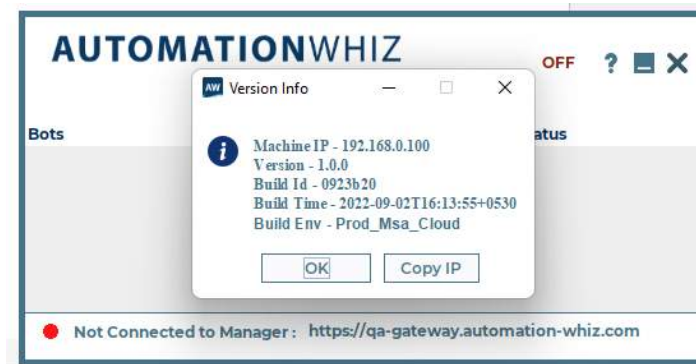 AUTOMATIONWHIZ
OFF ?
AW Version Info
Bots
atus
Machine IP - 192.168.0.100
Version - 1.0.0
Build Id - 0923b20
Build Time - 2022-09-02T16:13:55+0530
Build Env - Prod_Msa_Cloud
OK Copy IP
Not Connected to Manager : https://qa-gateway.automation-whiz.com